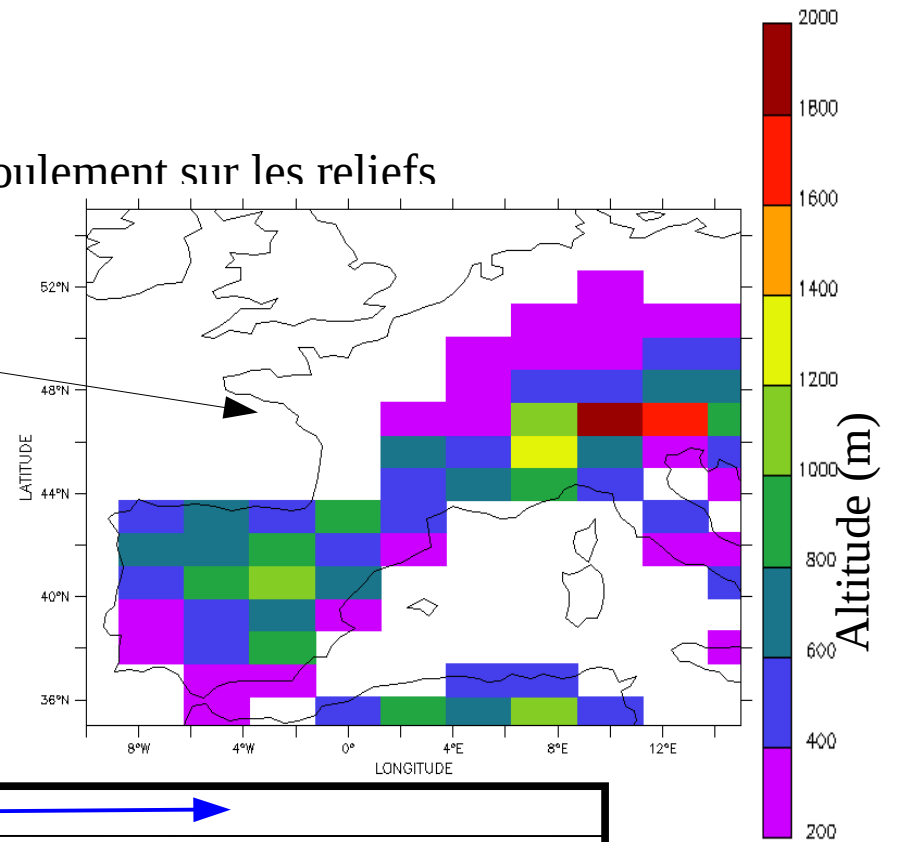 2000
1800
oulement sur les reliefs
1600
1400
1200
1000
800
600
400
200
Altitude (m)
52°N
48°N
44°N
40°N
36°N
LATITUDE
8°W 4°W 0° 4°E 8°E 12°E
LONGITUDE